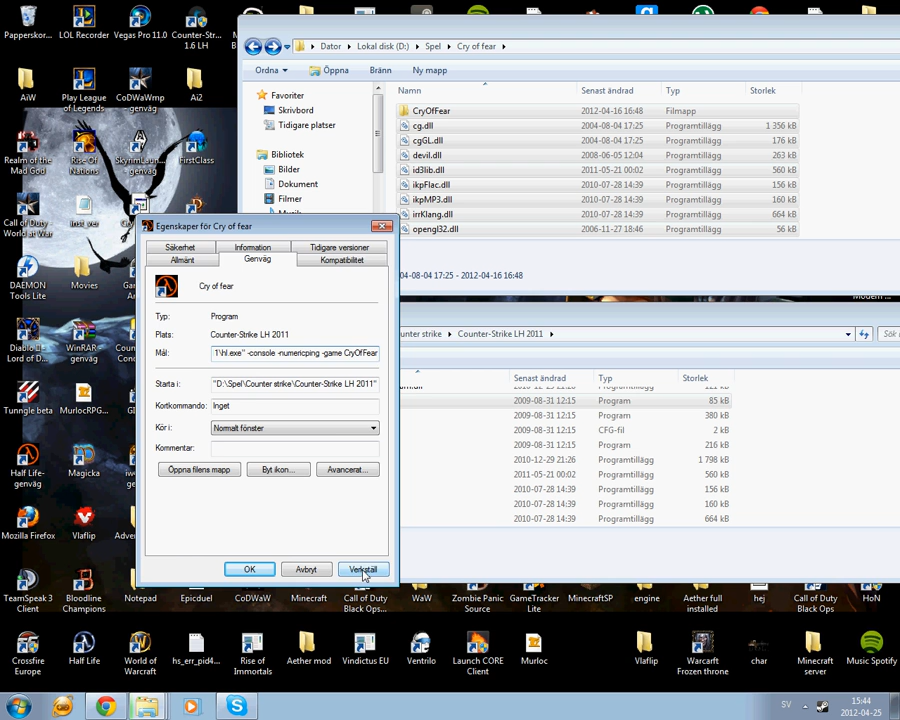 Papperskor...
LOL Recorder
Vegas Pro 11.0
Counter-Str...
1.6 LH
AiW
Play League
of Legends
CoDWaWmp
-genväg
Ai2
Realm of the
Mad God
Rise Of
Nations
SkyrimLaun...
genväg
FirstClass
Call of Duty -
World at War
inst_ver
DAEMON
Tools Lite
Movies
Diablo II -
Lord of D...
WinRAR -
genväg
Tunngle beta
MurlocRPG...
Half Life-
genväg
Magicka
Mozilla Firefox
Vlaflip
Dator
Lokal disk (D:)
Spel
Cry of fear
Ordna
Öppna
Bränn
Ny mapp
Favoriter
Skrivbord
Tidigare platser
Bibliotek
Bilder
Dokument
Filmer
Musik
Namn
Senast ändrad
Typ
Storlek
CryOfFear
2012-04-16 16:48
Filmapp
cg.dll
2004-08-04 17:25
Programtillägg
1 356 kB
cgGL.dll
2004-08-04 17:25
Programtillägg
176 kB
devil.dll
2008-06-05 12:04
Programtillägg
263 kB
id3lib.dll
2011-05-21 00:02
Programtillägg
560 kB
ikpFlac.dll
2010-07-28 14:39
Programtillägg
156 kB
ikpMP3.dll
2010-07-28 14:39
Programtillägg
160 kB
irrKlang.dll
2010-07-28 14:39
Programtillägg
664 kB
opengl32.dll
2006-11-27 18:46
Programtillägg
56 kB
04-08-04 17:25 - 2012-04-16 16:48
Egenskaper för Cry of fear
Säkerhet
Information
Tidigare versioner
Allmänt
Genväg
Kompatibilitet
Cry of fear
Typ:
Program
Plats:
Counter-Strike LH 2011
Mål:
1\hl.exe" -console -numericping -game CryOfFear
Starta i:
"D:\Spel\Counter strike\Counter-Strike LH 2011"
Kortkommando:
Inget
Kör i:
Normalt fönster
Kommentar:
Öppna filens mapp
Byt ikon...
Avancerat...
OK
Avbryt
Verkställ
unter strike
Counter-Strike LH 2011
Sök
Senast ändrad
Typ
Storlek
2009-08-31 12:15
Program
85 kB
2009-08-31 12:15
Program
380 kB
2009-08-31 12:15
CFG-fil
2 kB
2009-08-31 12:15
Program
216 kB
2010-12-29 21:26
Programtillägg
1 798 kB
2011-05-21 00:02
Programtillägg
560 kB
2010-07-28 14:39
Programtillägg
156 kB
2010-07-28 14:39
Programtillägg
160 kB
2010-07-28 14:39
Programtillägg
664 kB
TeamSpeak 3
Client
Bloodline
Champions
Notepad
Epicduel
CoDWaW
Minecraft
Call of Duty
Black Ops...
WaW
Zombie Panic
Source
GameTracker
Lite
MinecraftSP
engine
Aether full
installed
hej
Call of Duty
Black Ops
HoN
Crossfire
Europe
Half Life
World of
Warcraft
hs_err_pid4...
Rise of
Immortals
Aether mod
Vindictus EU
Ventrilo
Launch CORE
Client
Murloc
Vlaflip
Warcarft
Frozen throne
char
Minecraft
server
Music Spotify
SV
15:44
2012-04-25